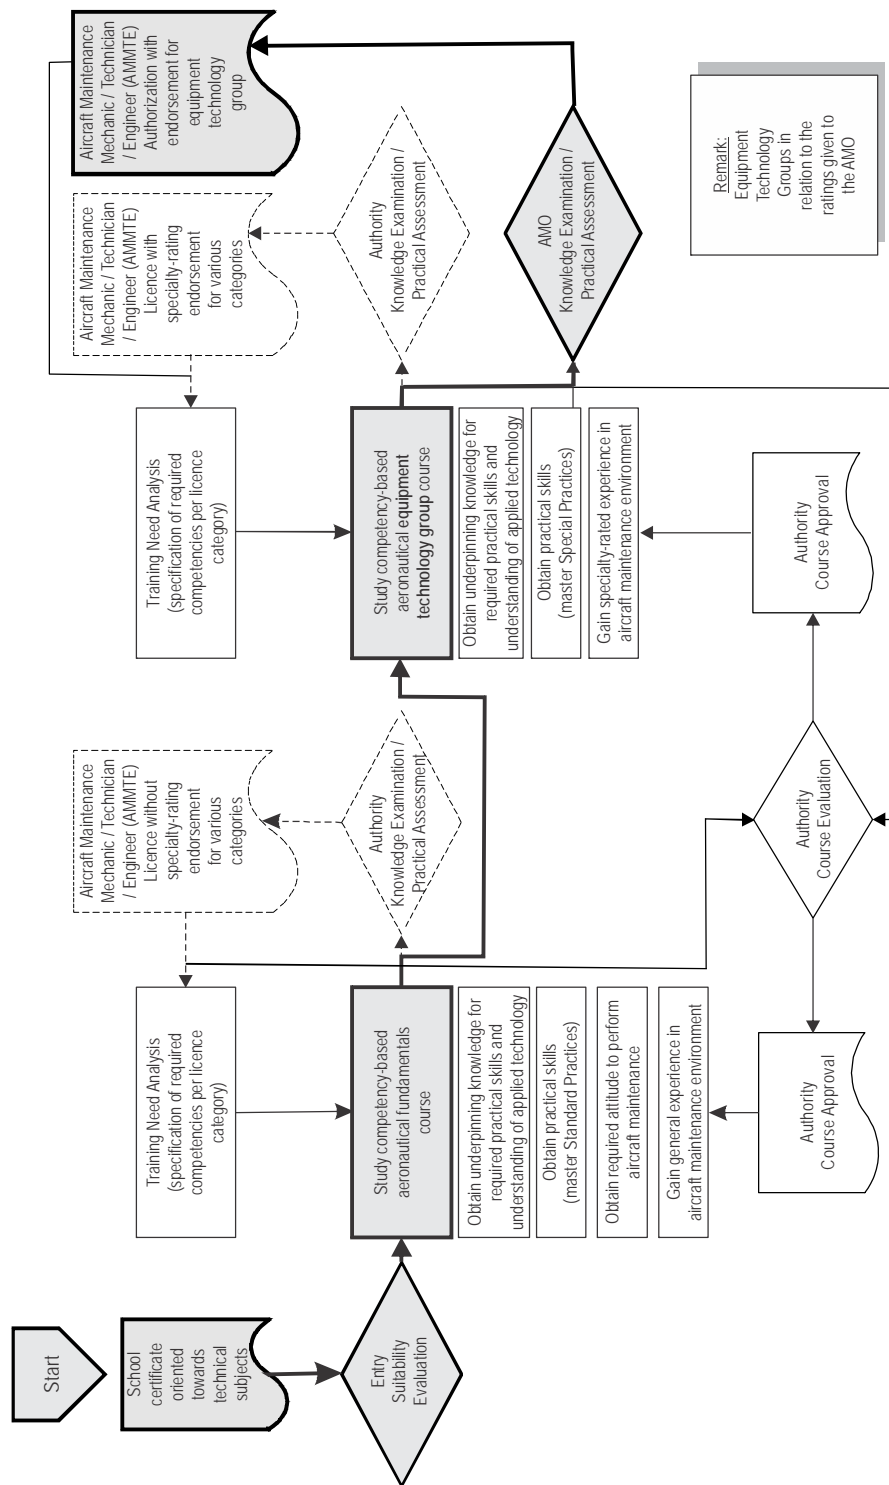 Start
School
certificate
oriented
towards
technical
subjects
Entry
Suitability
Evaluation
Training Need Analysis
(specification of required
competencies per licence
category)
Study competency-based
aeronautical fundamentals
course
Obtain underpinning knowledge for
required practical skills and
understanding of applied technology
Obtain practical skills
(master Standard Practices)
Obtain required attitude to perform
aircraft maintenance
Gain general experience in
aircraft maintenance environment
Authority
Course Approval
Aircraft Maintenance
Mechanic / Technician
/ Engineer (AMMTE)
Licence without
specialty-rating
endorsement
for various
categories
Authority
Knowledge Examination /
Practical Assessment
Authority
Course Evaluation
Training Need Analysis
(specification of required
competencies per licence
category)
Study competency-based
aeronautical equipment
technology group course
Obtain underpinning knowledge for
required practical skills and
understanding of applied technology
Obtain practical skills
(master Special Practices)
Gain specialty-rated experience in
aircraft maintenance environment
Authority
Course Approval
Aircraft Maintenance
Mechanic / Technician
/ Engineer (AMMTE)
Authorization with
endorsement for
equipment
technology
group
Aircraft Maintenance
Mechanic / Technician
/ Engineer (AMMTE)
Licence with
specialty-rating
endorsement
for various
categories
Authority
Knowledge Examination /
Practical Assessment
AMO
Knowledge Examination /
Practical Assessment
Remark:
Equipment
Technology
Groups in
relation to the
ratings given to
the AMO